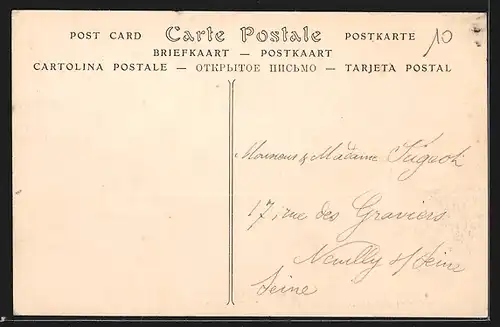 POST CARD Carte Postale POSTKARTE
BRIEFKAART — POSTKAART
CARTOLINA POSTALE — ОТКРЫТОЕ ПИСЬМО — TARJETA POSTAL
10
Madame
17, rue des Graviers
Neuilly s/ Seine
Seine